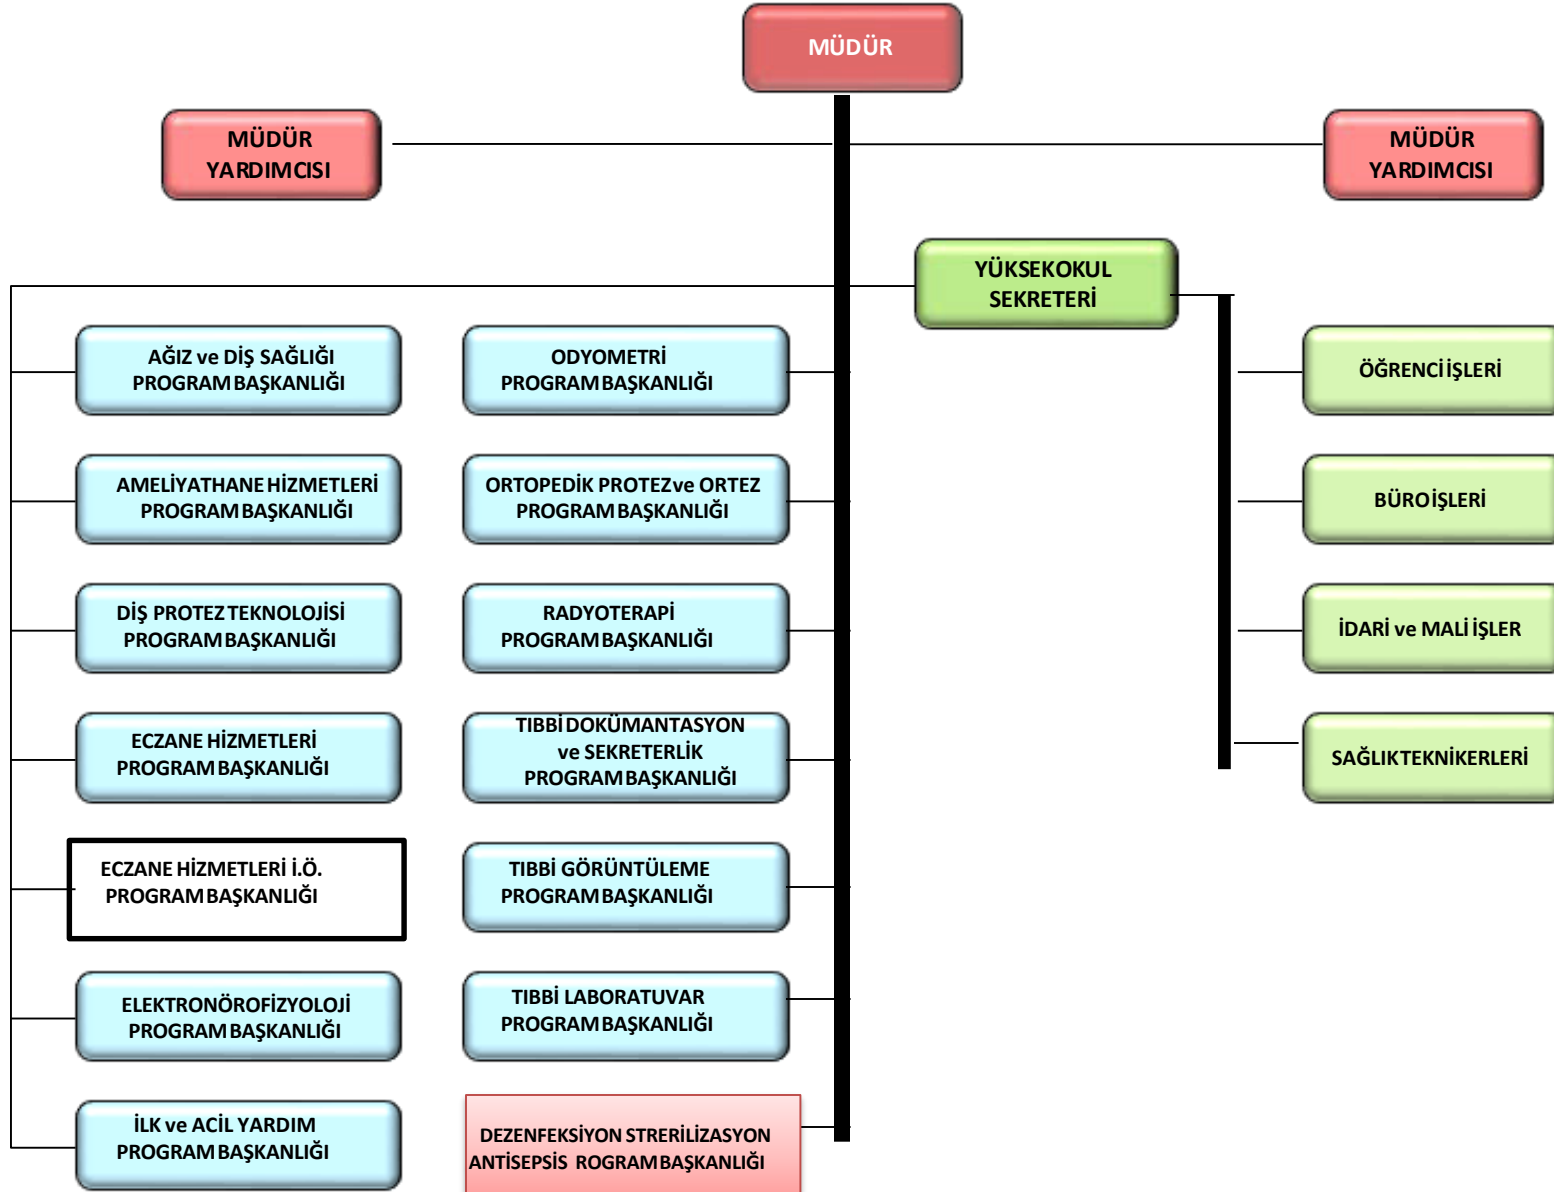 MÜDÜR
MÜDÜR
YARDIMCISI
MÜDÜR
YARDIMCISI
YÜKSEKOKUL
SEKRETERİ
AĞIZ ve DİŞ SAĞLIĞI
PROGRAM BAŞKANLIĞI
ODYOMETRİ
PROGRAM BAŞKANLIĞI
ÖĞRENCİ İŞLERİ
AMELİYATHANE HİZMETLERİ
PROGRAM BAŞKANLIĞI
ORTOPEDİK PROTEZ ve ORTEZ
PROGRAM BAŞKANLIĞI
BÜRO İŞLERİ
DİŞ PROTEZ TEKNOLOJİSİ
PROGRAM BAŞKANLIĞI
RADYOTERAPİ
PROGRAM BAŞKANLIĞI
İDARİ ve MALİ İŞLER
ECZANE HİZMETLERİ
PROGRAM BAŞKANLIĞI
TIBBİ DOKÜMANTASYON
ve SEKRETERLİK
PROGRAM BAŞKANLIĞI
SAĞLIK TEKNİKERLERİ
ECZANE HİZMETLERİ İ.Ö.
PROGRAM BAŞKANLIĞI
TIBBİ GÖRÜNTÜLEME
PROGRAM BAŞKANLIĞI
ELEKTRONÖROFİZYOLOJİ
PROGRAM BAŞKANLIĞI
TIBBİ LABORATUVAR
PROGRAM BAŞKANLIĞI
İLK ve ACİL YARDIM
PROGRAM BAŞKANLIĞI
DEZENFEKSİYON STRERİLİZASYON
ANTİSEPSİS ROGRAM BAŞKANLIĞI